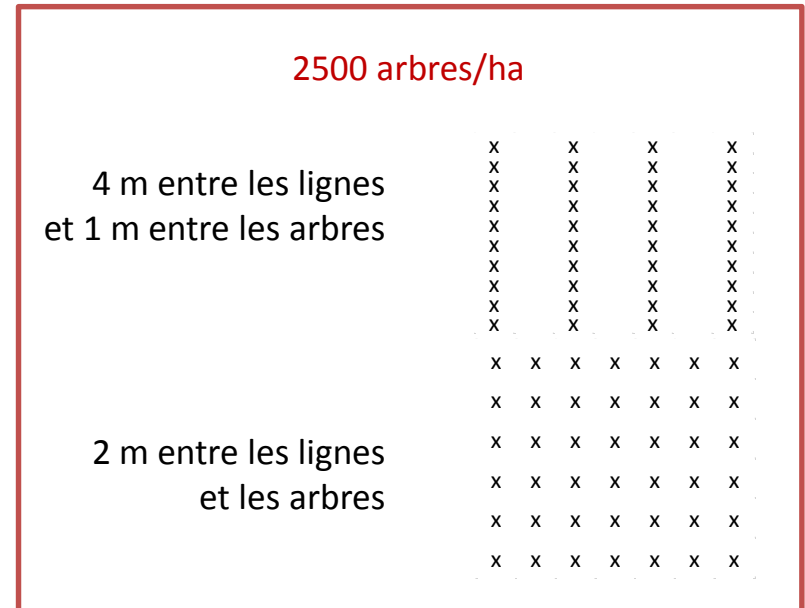 2500 arbres/ha
4 m entre les lignes
et 1 m entre les arbres
x x x x
x x x x
x x x x
x x x x
x x x x
x x x x
x x x x
x x x x
x x x x
x x x x
2 m entre les lignes
et les arbres
x x x x x x x
x x x x x x x
x x x x x x x
x x x x x x x
x x x x x x x
x x x x x x x